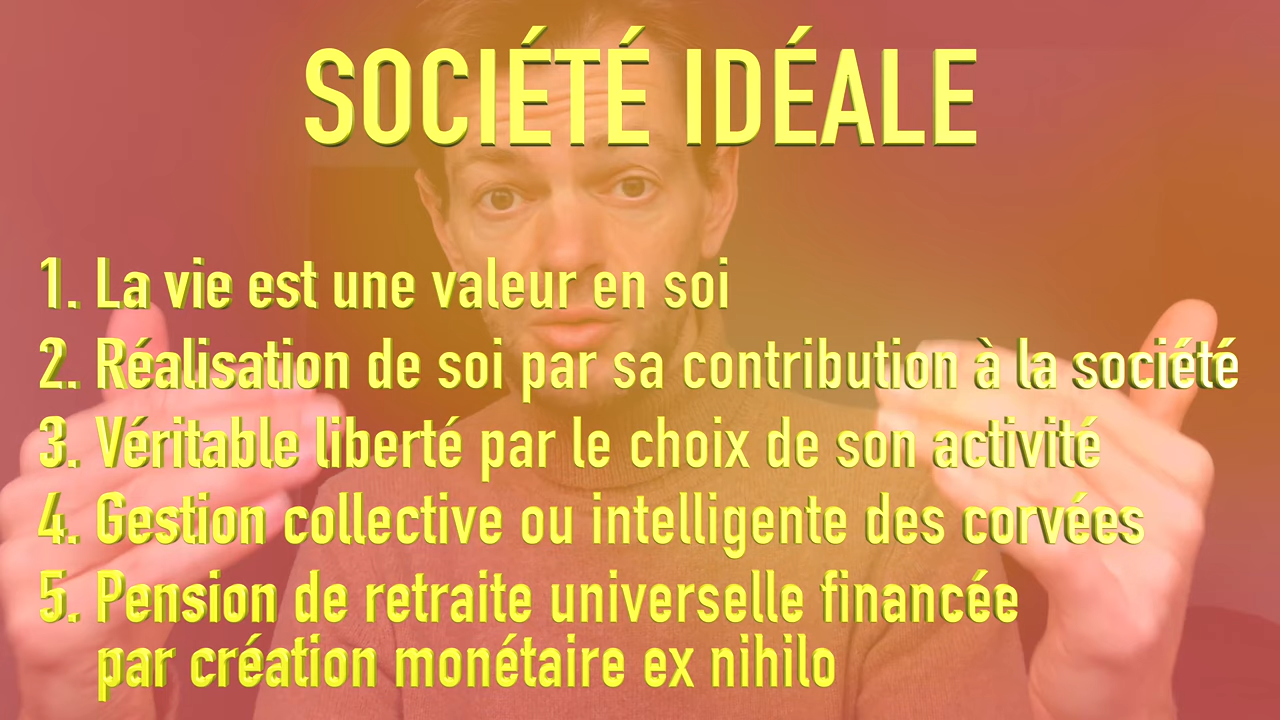 SOCIÉTÉ IDÉALE
1. La vie est une valeur en soi
2. Réalisation de soi par sa contribution à la société
3. Véritable liberté par le choix de son activité
4. Gestion collective ou intelligente des corvées
5. Pension de retraite universelle financée
par création monétaire ex nihilo